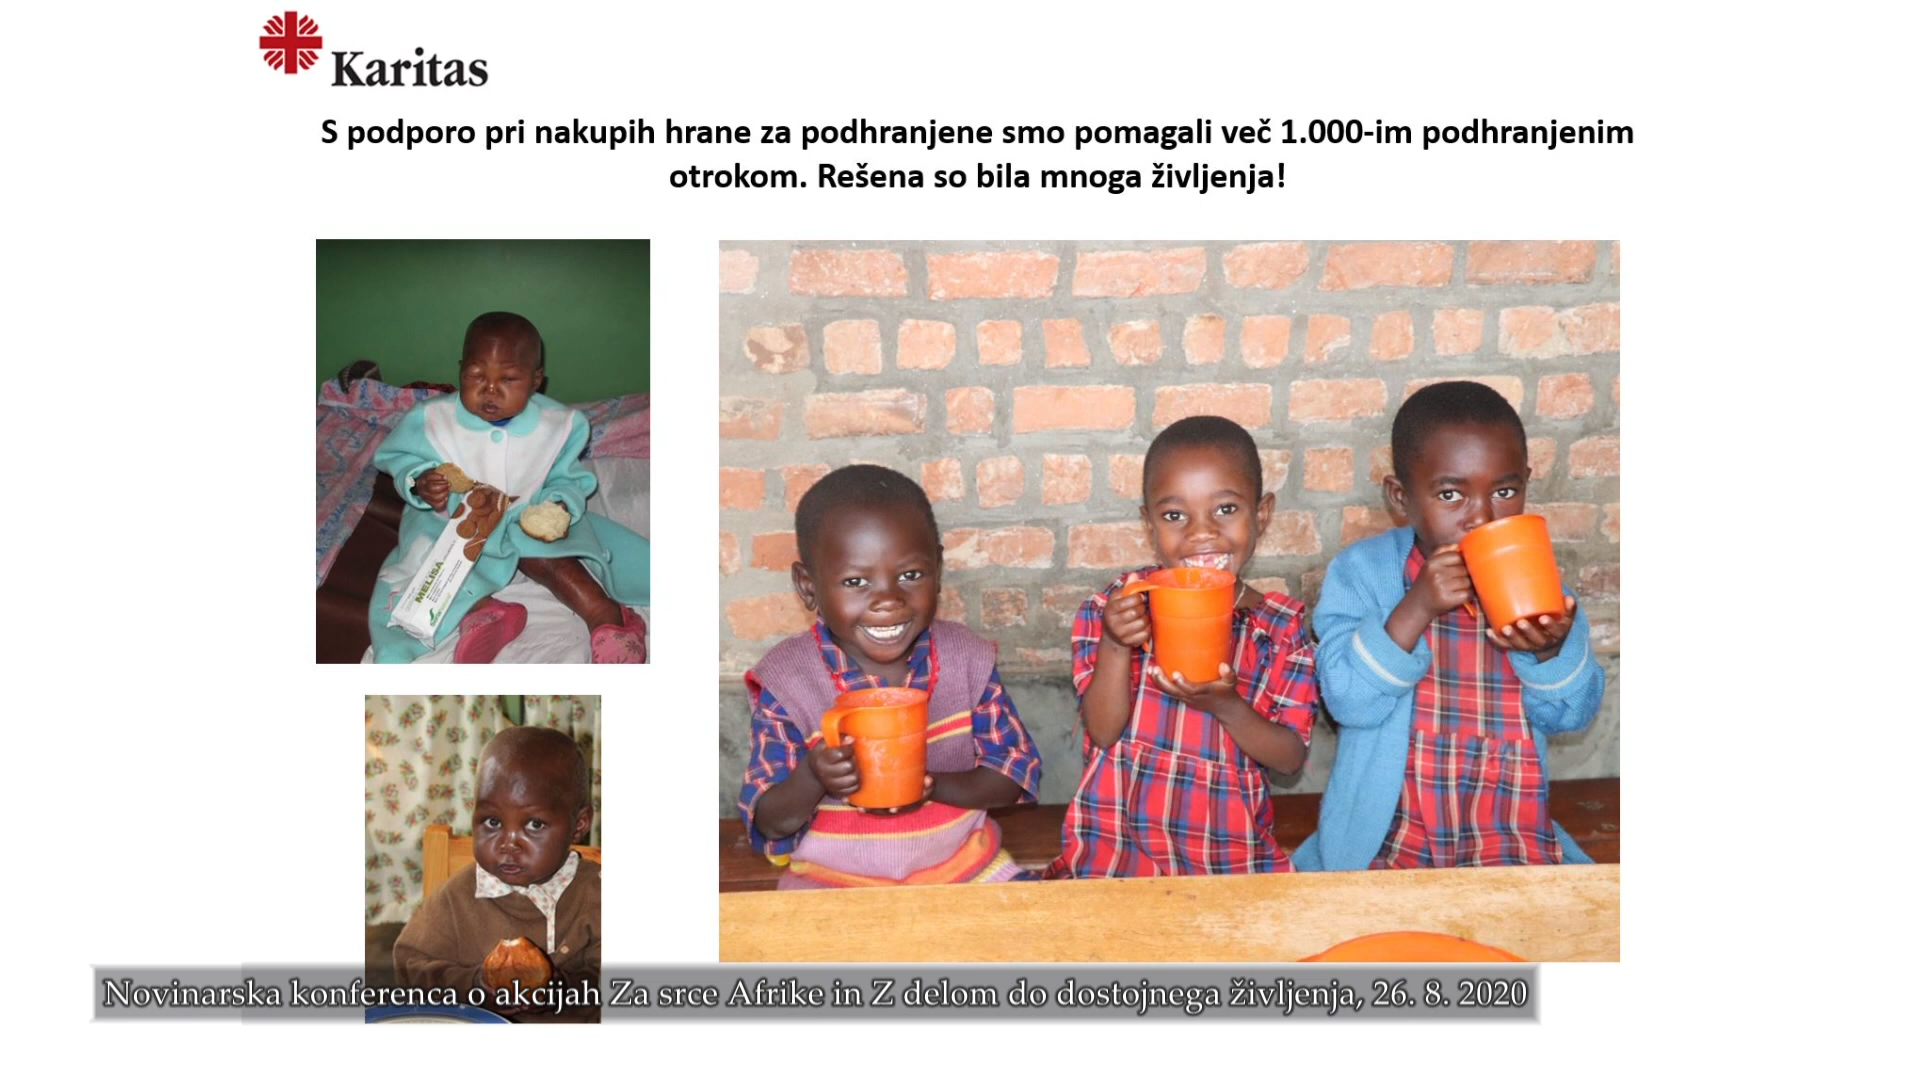 Karitas
S podporo pri nakupih hrane za podhranjene smo pomagali več 1.000-im podhranjenim
otrokom. Rešena so bila mnoga življenja!
MELISA
Novinarska konferenca o akcijah Za srce Afrike in Z delom do dostojnega življenja, 26. 8. 2020